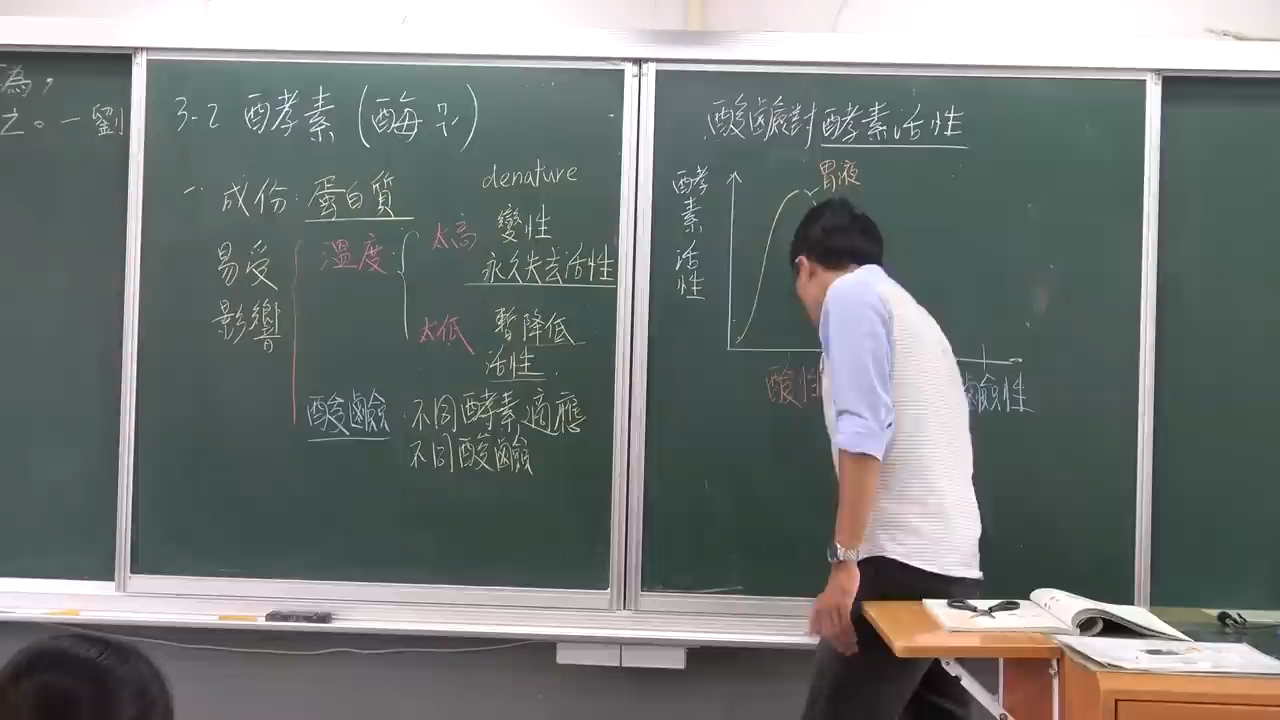 為,
之。一劉
3-2 酵素(酶ㄇㄟˊ)
一、成份:蛋白質
易受
影響
溫度
太高
denature
變性
永久失去活性
太低
暫降低
活性
酸鹼:不同酵素適應
不同酸鹼
酸鹼對酵素活性
酵素活性
胃液
酸性
鹼性